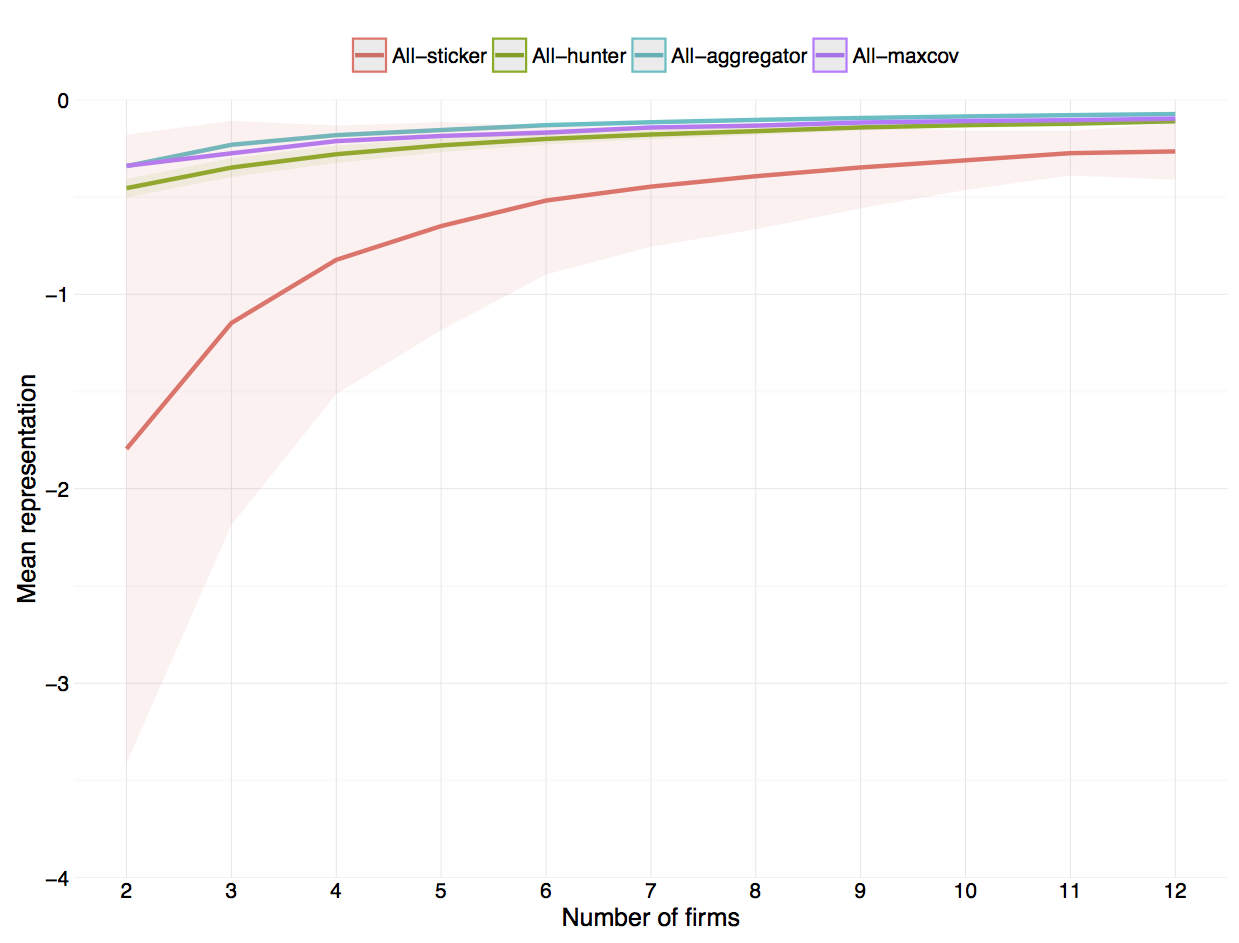 All−sticker All−hunter All−aggregator All−maxcov
0
−1
−2
−3
−4
Mean representation
2 3 4 5 6 7 8 9 10 11 12
Number of firms